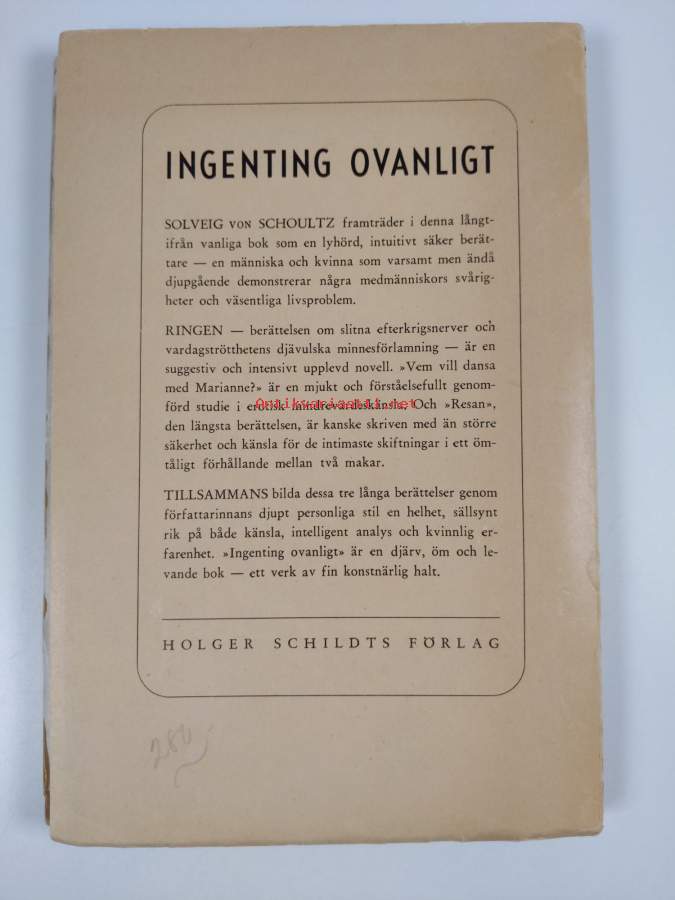 INGENTING OVANLIGT
SOLVEIG VON SCHOULTZ framträder i denna långt-
ifrån vanliga bok som en lyhörd, intuitivt säker berät-
tare — en människa och kvinna som varsamt men ändå
djupgående demonstrerar några medmänniskors svårig-
heter och väsentliga livsproblem.
RINGEN — berättelsen om slitna efterkrigsnerver och
vardagströtthetens djävulska minnesförlamning — är en
suggestiv och intensivt upplevd novell. »Vem vill dansa
med Marianne?» är en mjukt och förståelsefullt genom-
förd studie i erotisk mindrevärdeskänsla. Och »Resan»,
Antikvariaatit.net
den längsta berättelsen, är kanske skriven med än större
säkerhet och känsla för de intimaste skiftningar i ett öm-
tåligt förhållande mellan två makar.
TILLSAMMANS bilda dessa tre långa berättelser genom
författarinnans djupt personliga stil en helhet, sällsynt
rik på både känsla, intelligent analys och kvinnlig er-
farenhet. »Ingenting ovanligt» är en djärv, öm och le-
vande bok — ett verk av fin konstnärlig halt.
HOLGER SCHILDTS FÖRLAG